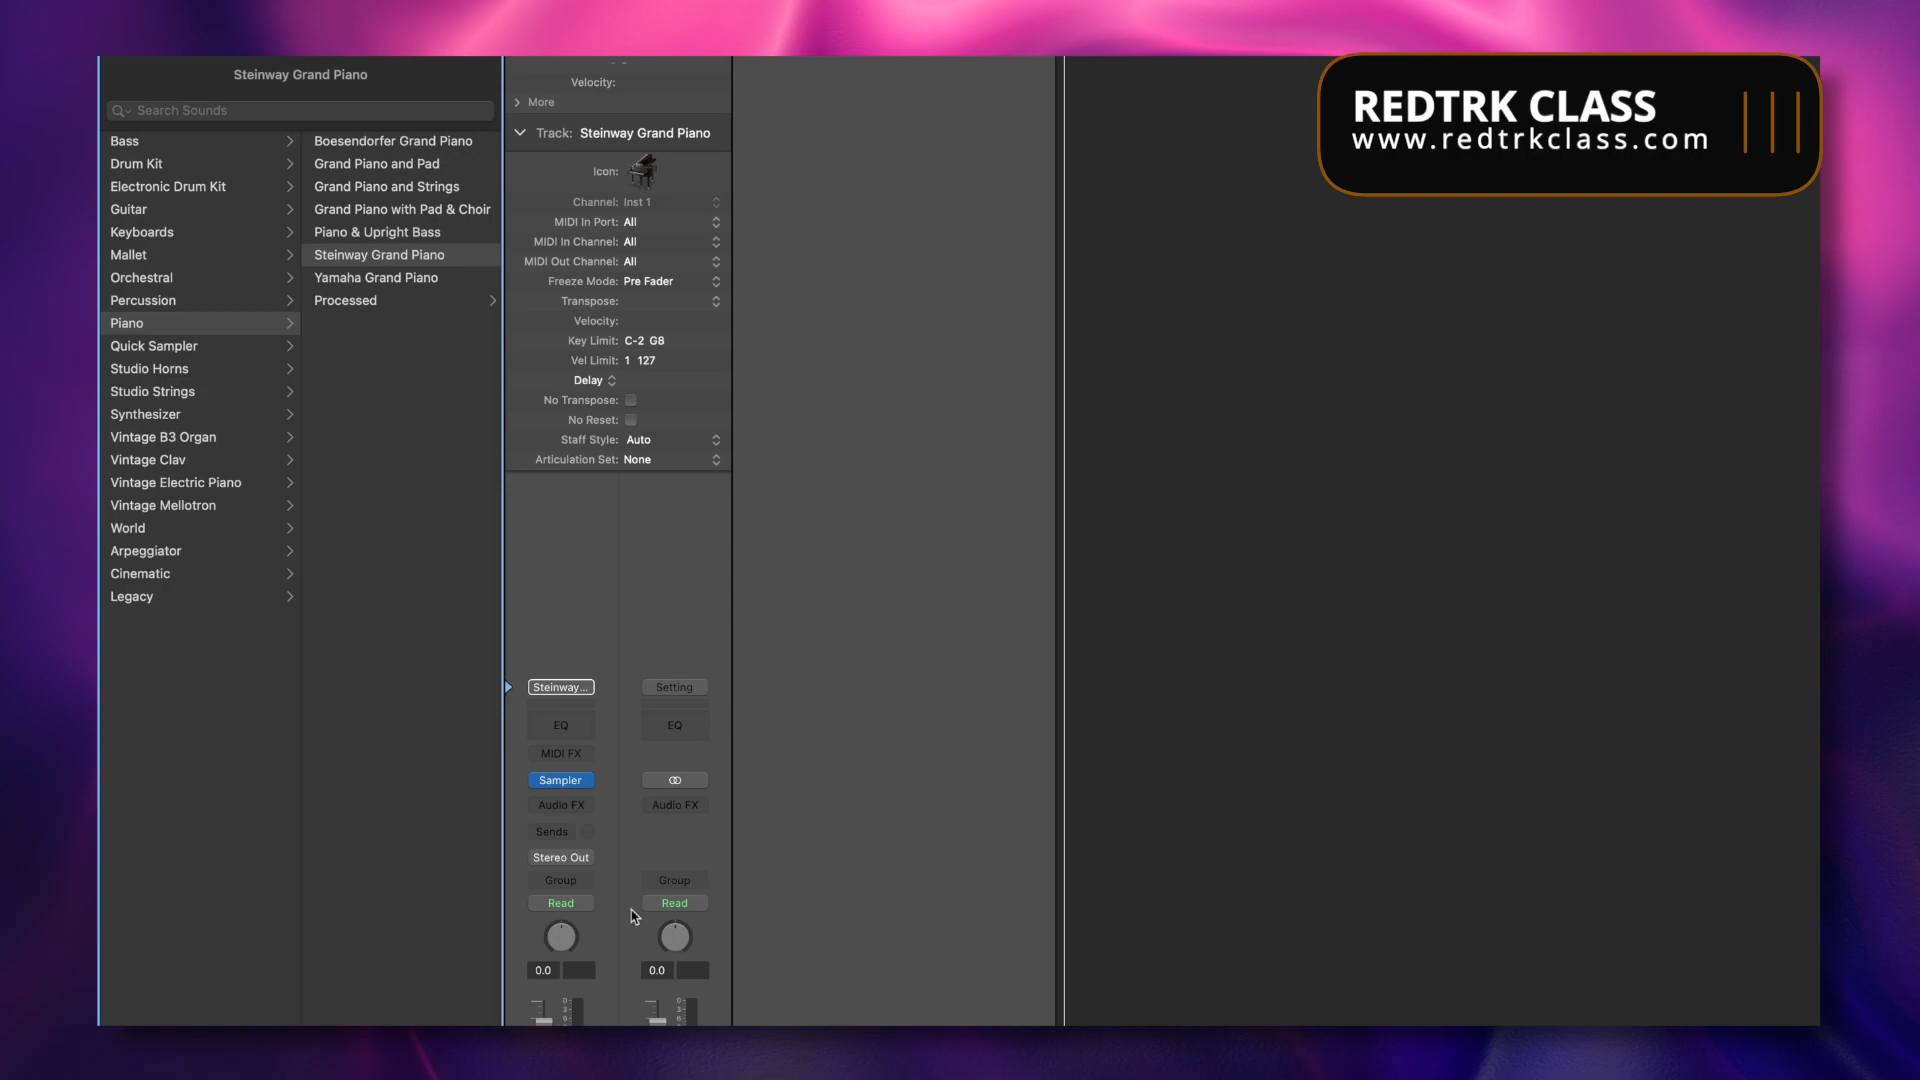 REDTRK CLASS
www.redtrkclass.com
Steinway Grand Piano
Search Sounds
Bass
Drum Kit
Electronic Drum Kit
Guitar
Keyboards
Mallet
Orchestral
Percussion
Piano
Quick Sampler
Studio Horns
Studio Strings
Synthesizer
Vintage B3 Organ
Vintage Clav
Vintage Electric Piano
Vintage Mellotron
World
Arpeggiator
Cinematic
Legacy
Boesendorfer Grand Piano
Grand Piano and Pad
Grand Piano and Strings
Grand Piano with Pad & Choir
Piano & Upright Bass
Steinway Grand Piano
Yamaha Grand Piano
Processed
Velocity:
More
Track: Steinway Grand Piano
Icon:
Channel: Inst 1
MIDI In Port: All
MIDI In Channel: All
MIDI Out Channel: All
Freeze Mode: Pre Fader
Transpose:
Velocity:
Key Limit: C-2 G8
Vel Limit: 1 127
Delay
No Transpose:
No Reset:
Staff Style: Auto
Articulation Set: None
Steinway...
EQ
MIDI FX
Sampler
Audio FX
Sends
Stereo Out
Group
Read
0.0
0
3
6
Setting
EQ
Audio FX
Group
Read
0.0
0
3
6